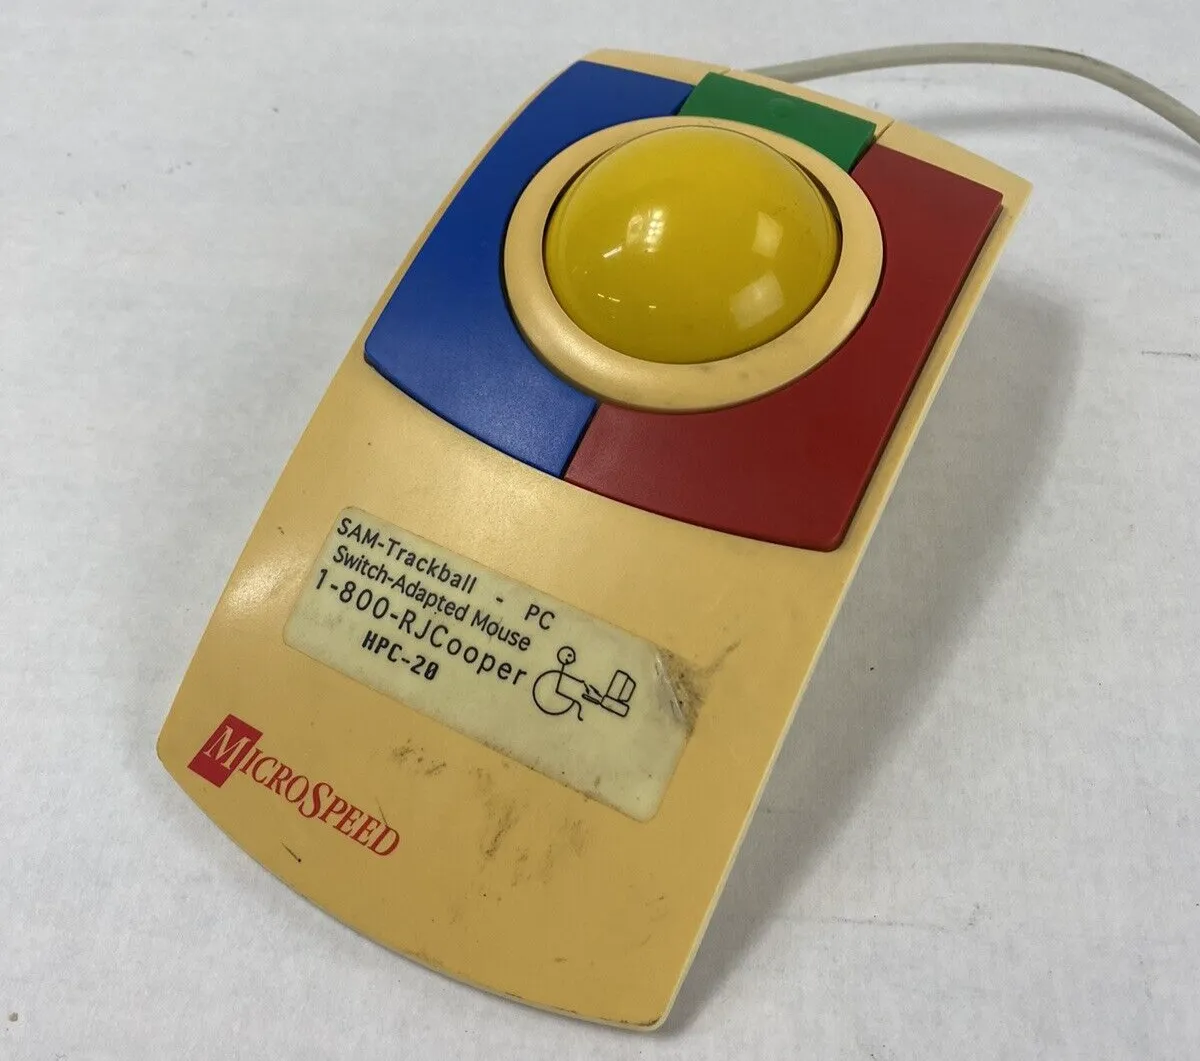 SAM-Trackball - PC
Switch-Adapted Mouse
1-800-RJCooper
HPC-20
MICROSPEED